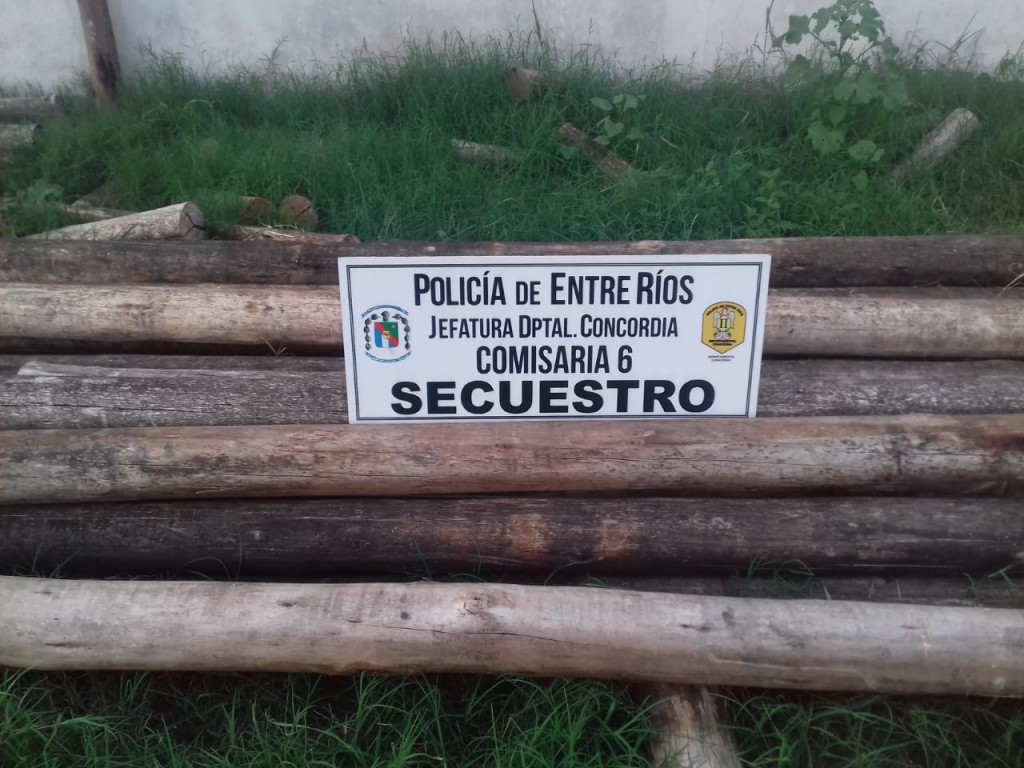 POLICÍA DE ENTRE RÍOS
JEFATURA DPTAL. CONCORDIA
COMISARIA 6
SECUESTRO